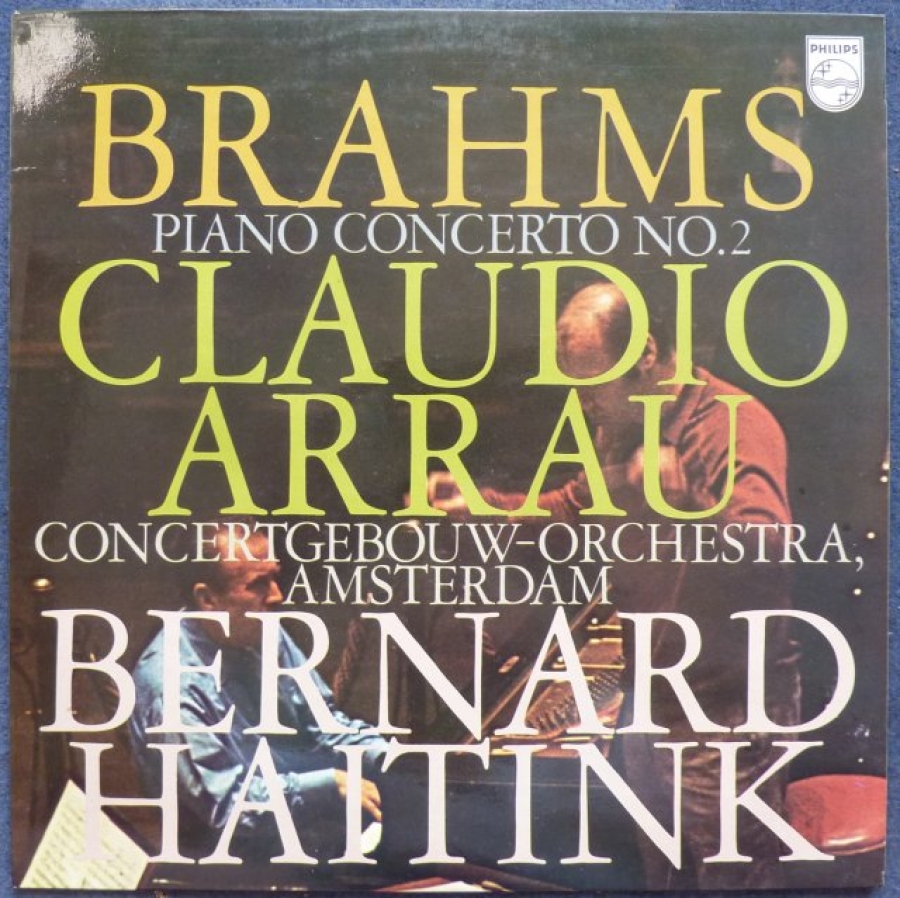 PHILIPS
BRAHMS
PIANO CONCERTO NO.2
CLAUDIO
ARRAU
CONCERTGEBOUW-ORCHESTRA,
AMSTERDAM
BERNARD
HAITINK